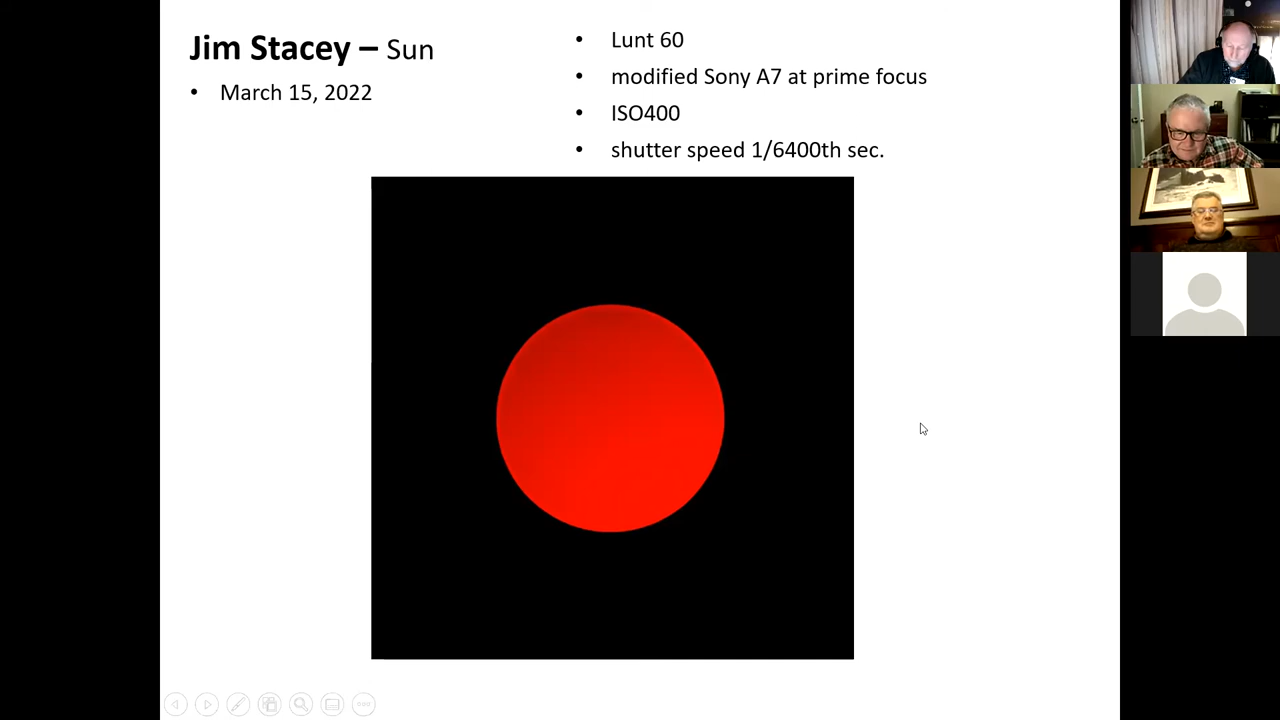 Jim Stacey – Sun
• March 15, 2022
• Lunt 60
• modified Sony A7 at prime focus
• ISO400
• shutter speed 1/6400th sec.